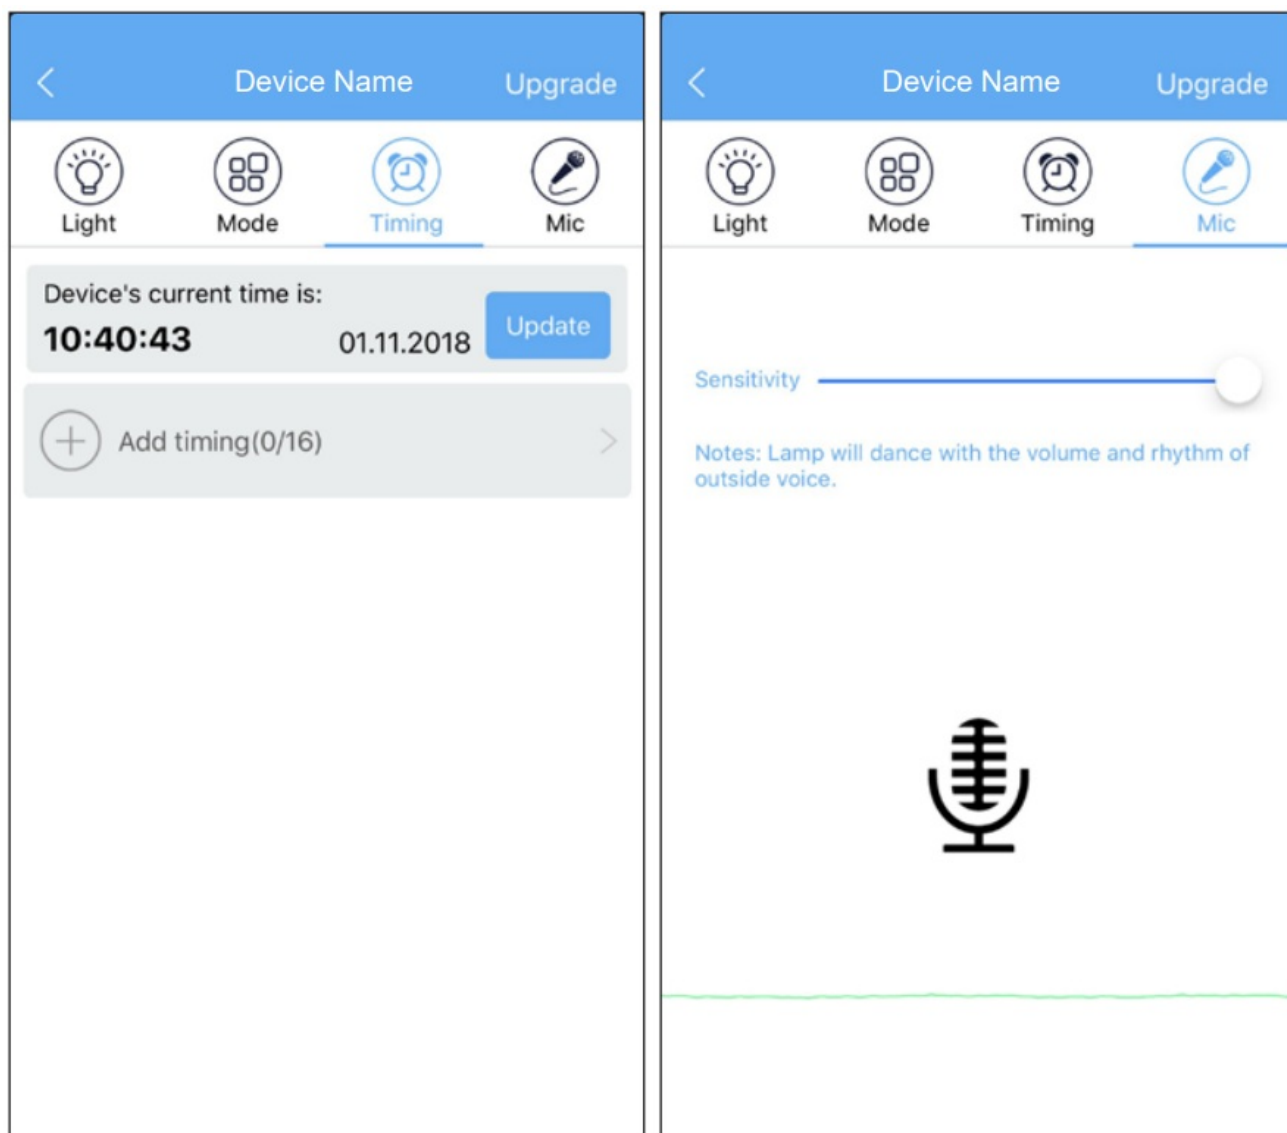 Device Name Upgrade
Light Mode Timing Mic
Device's current time is:
10:40:43 01.11.2018 Update
Add timing(0/16)
Device Name Upgrade
Light Mode Timing Mic
Sensitivity
Notes: Lamp will dance with the volume and rhythm of
outside voice.